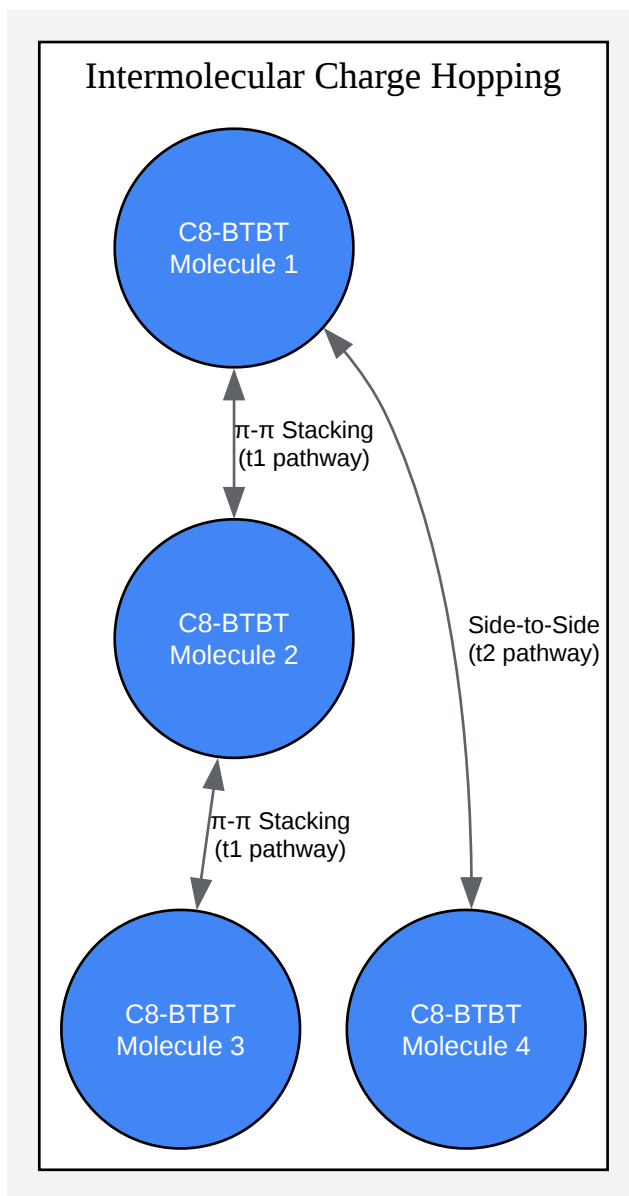 Intermolecular Charge Hopping
C8-BTBT
Molecule 1
π-π Stacking
(t1 pathway)
C8-BTBT
Molecule 2
Side-to-Side
(t2 pathway)
π-π Stacking
(t1 pathway)
C8-BTBT
Molecule 3
C8-BTBT
Molecule 4